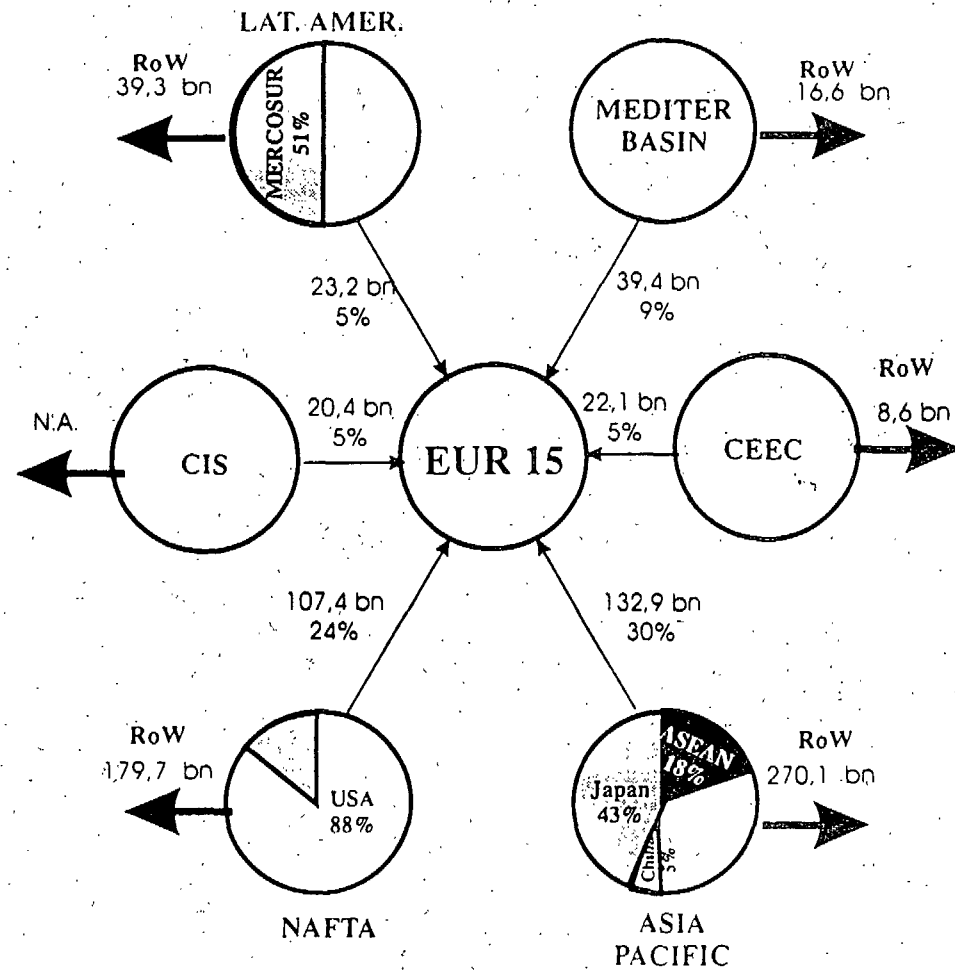 LAT. AMER.
RoW
39,3 bn
MERCOSUR
51%
MEDITER
BASIN
RoW
16,6 bn
23,2 bn
5%
39,4 bn
9%
N.A.
CIS
20,4 bn
5%
EUR 15
22,1 bn
5%
CEEC
RoW
8,6 bn
107,4 bn
24%
132,9 bn
30%
RoW
179,7 bn
USA
88%
NAFTA
ASEAN
18%
Japan
43%
China
5%
RoW
270,1 bn
ASIA
PACIFIC